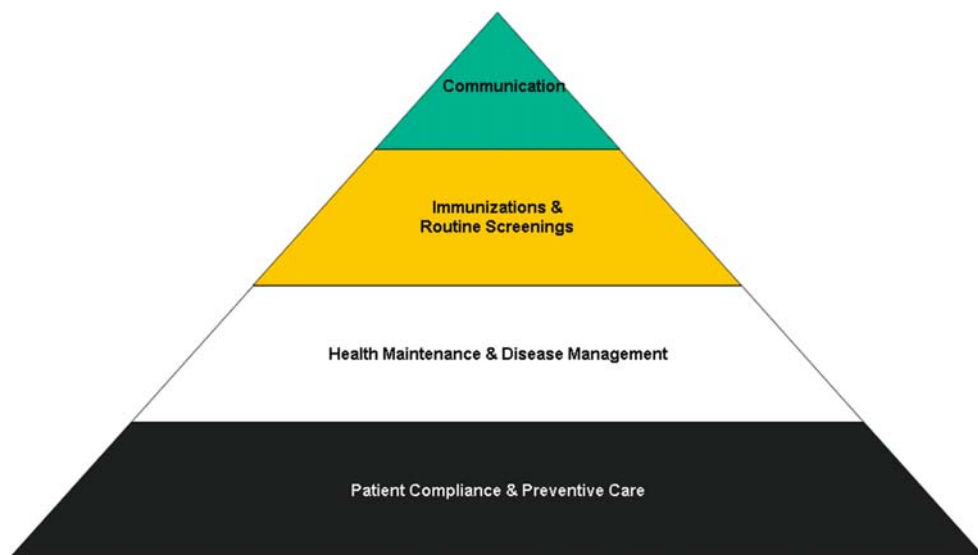 Communication
Immunizations &
Routine Screenings
Health Maintenance & Disease Management
Patient Compliance & Preventive Care